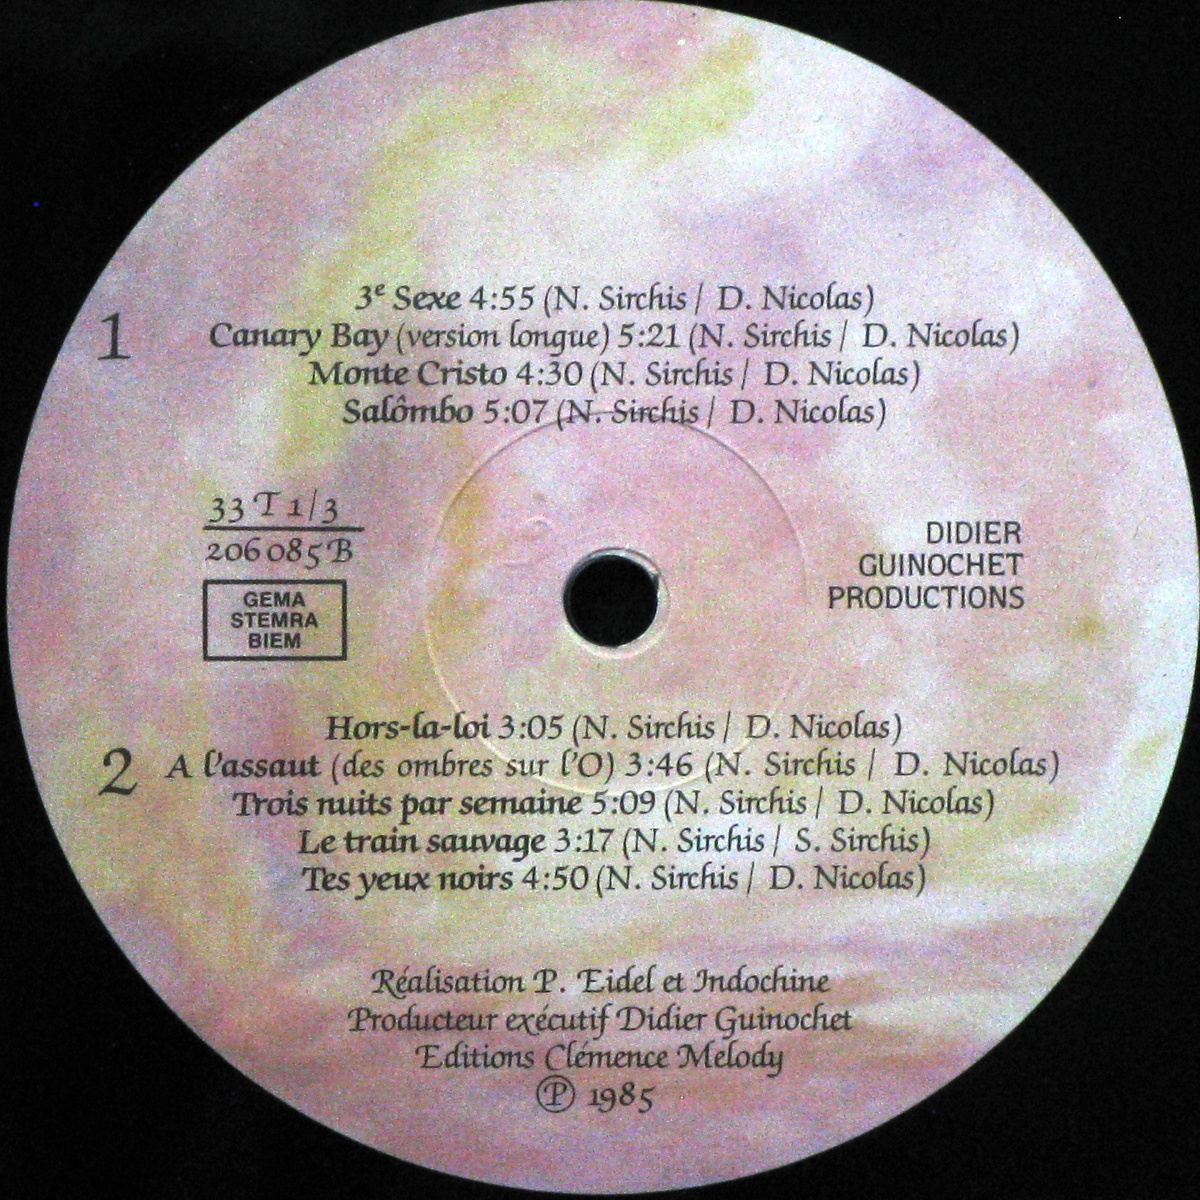 1
3e Sexe 4:55 (N. Sirchis / D. Nicolas)
Canary Bay (version longue) 5:21 (N. Sirchis / D. Nicolas)
Monte Cristo 4:30 (N. Sirchis / D. Nicolas)
Salômbo 5:07 (N. Sirchis / D. Nicolas)
33 T 1/3
206 085 B
GEMA
STEMRA
BIEM
DIDIER
GUINOCHET
PRODUCTIONS
2
Hors-la-loi 3:05 (N. Sirchis / D. Nicolas)
A l'assaut (des ombres sur l'O) 3:46 (N. Sirchis / D. Nicolas)
Trois nuits par semaine 5:09 (N. Sirchis / D. Nicolas)
Le train sauvage 3:17 (N. Sirchis / S. Sirchis)
Tes yeux noirs 4:50 (N. Sirchis / D. Nicolas)
Réalisation P. Eidel et Indochine
Producteur exécutif Didier Guinochet
Editions Clémence Melody
℗ 1985